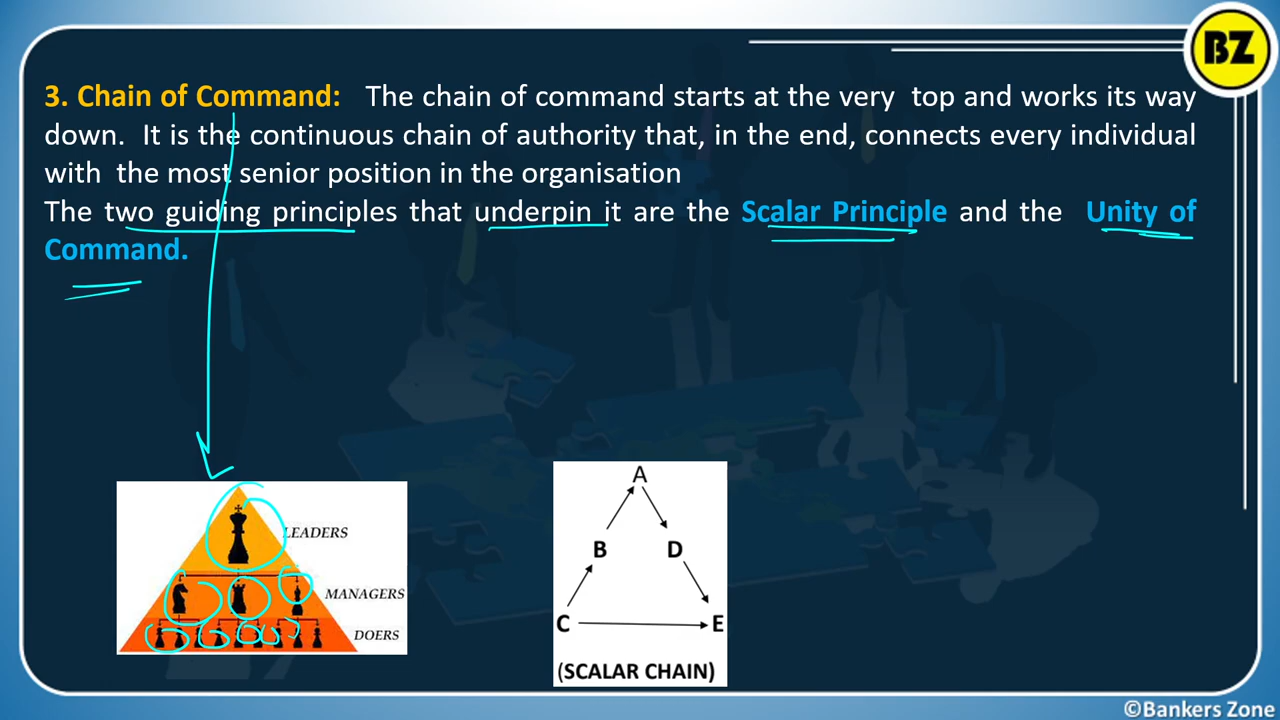 BZ
3. Chain of Command: The chain of command starts at the very top and works its way
down. It is the continuous chain of authority that, in the end, connects every individual
with the most senior position in the organisation
The two guiding principles that underpin it are the Scalar Principle and the Unity of
Command.
LEADERS
MANAGERS
DOERS
A
B D
C E
(SCALAR CHAIN)
©Bankers Zone